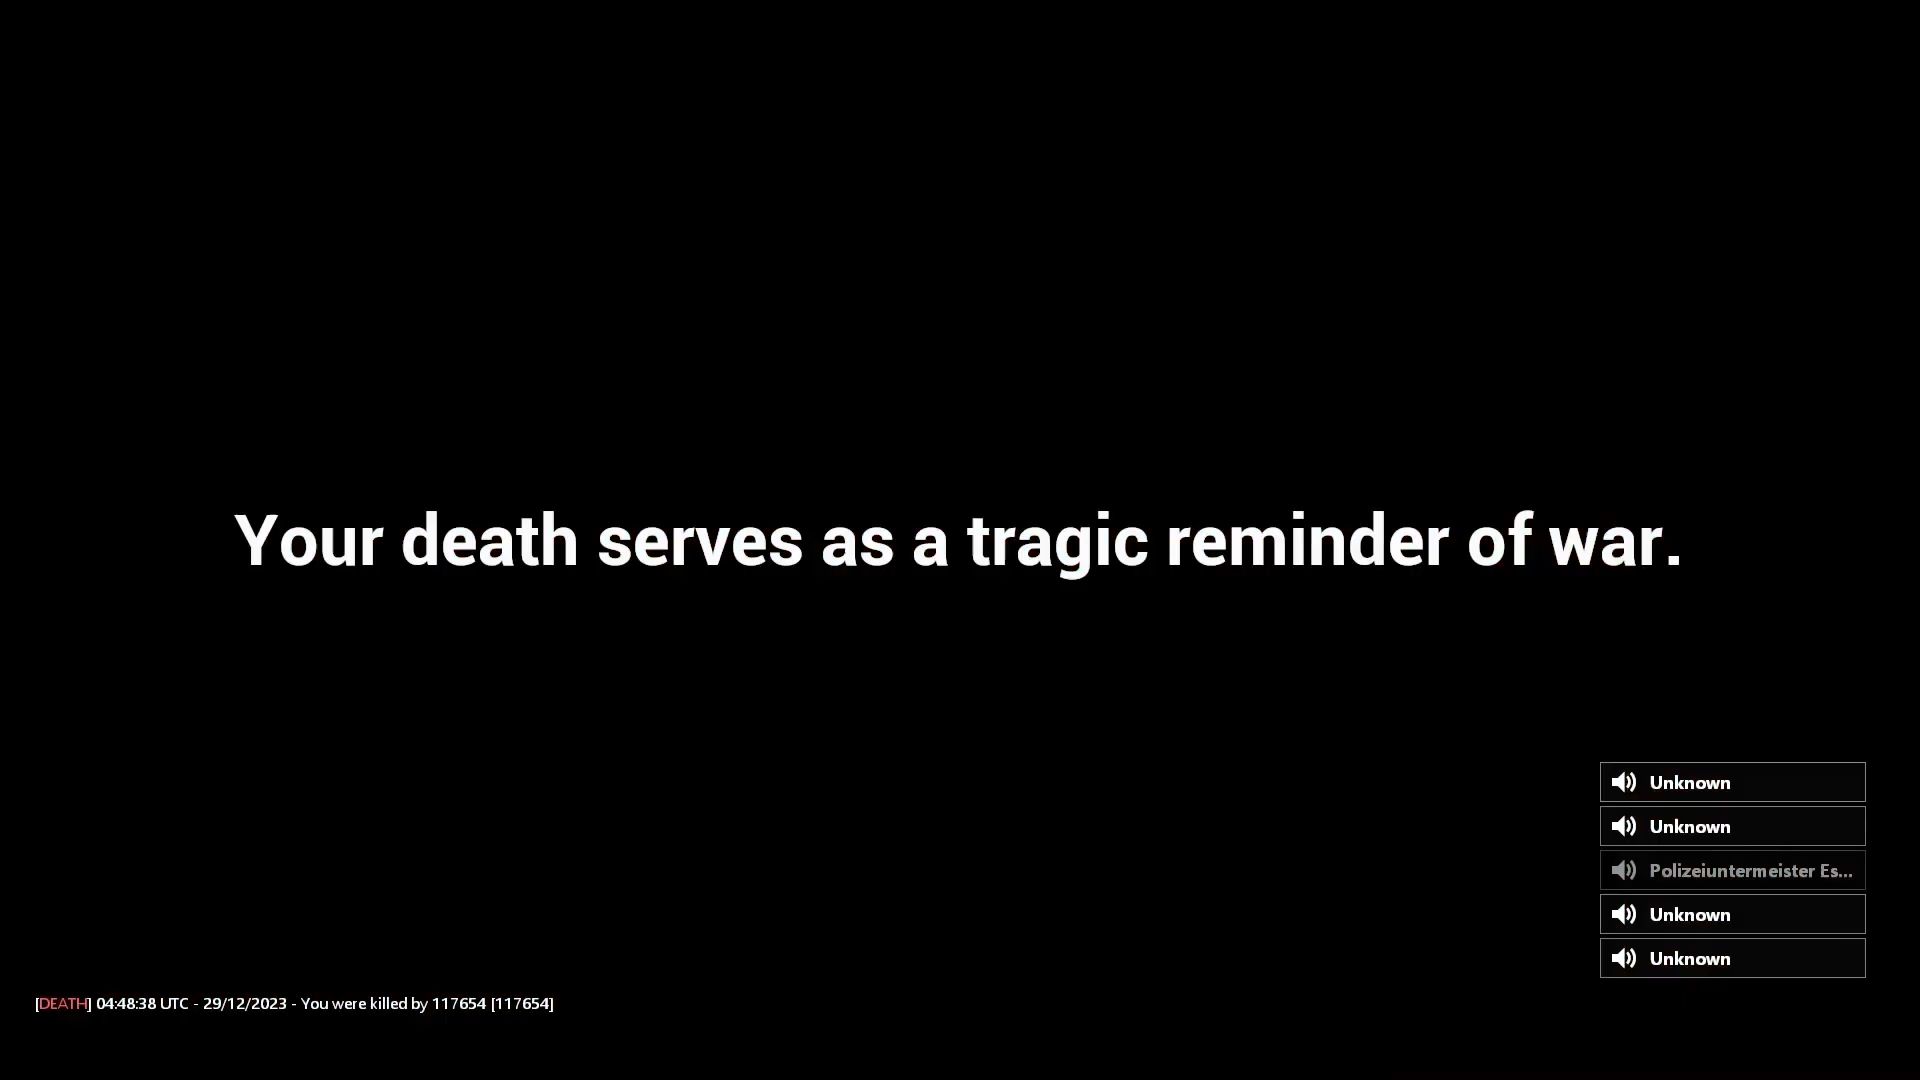 Your death serves as a tragic reminder of war.
Unknown
Unknown
Polizeiuntermeister Es...
Unknown
Unknown
[DEATH] 04:48:38 UTC - 29/12/2023 - You were killed by 117654 [117654]